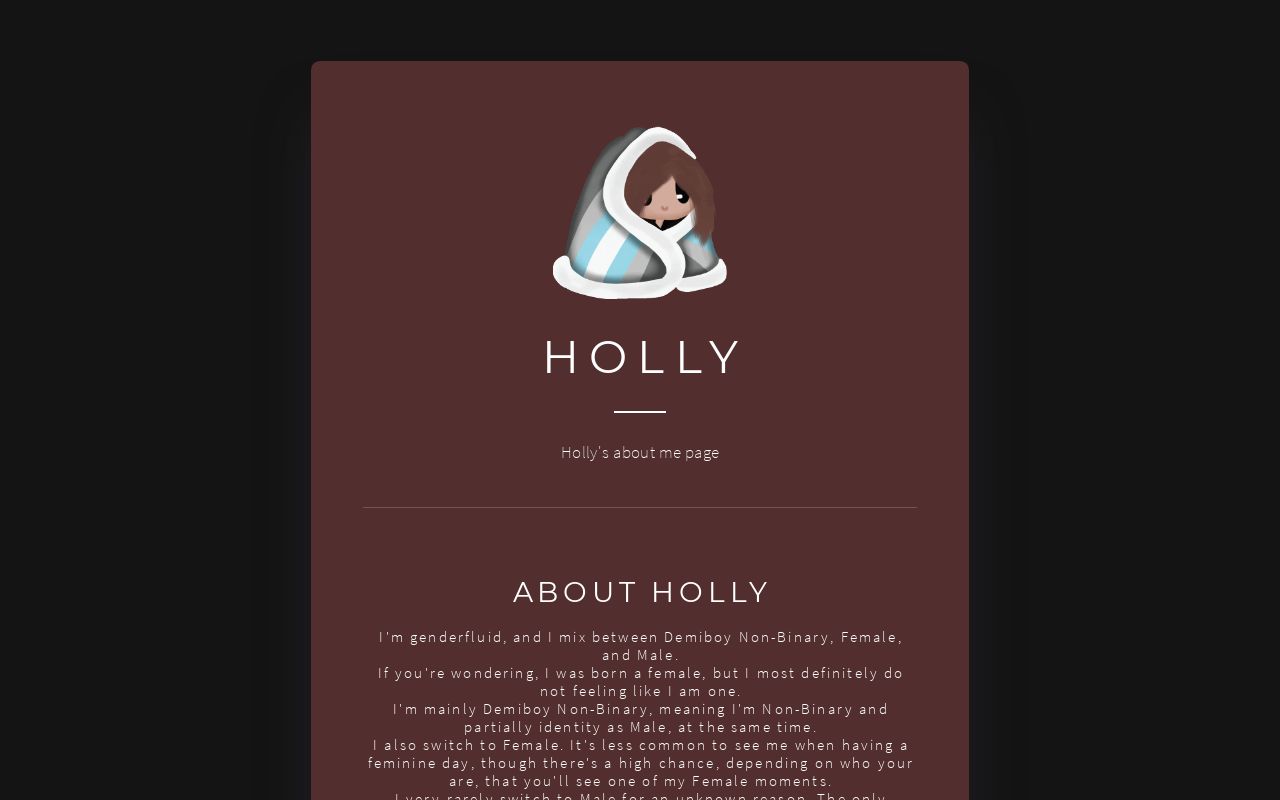 HOLLY
Holly's about me page
ABOUT HOLLY
I'm genderfluid, and I mix between Demiboy Non-Binary, Female,
and Male.
If you're wondering, I was born a female, but I most definitely do
not feeling like I am one.
I'm mainly Demiboy Non-Binary, meaning I'm Non-Binary and
partially identity as Male, at the same time.
I also switch to Female. It's less common to see me when having a
feminine day, though there's a high chance, depending on who your
are, that you'll see one of my Female moments.
I very rarely switch to Male for an unknown reason. The only